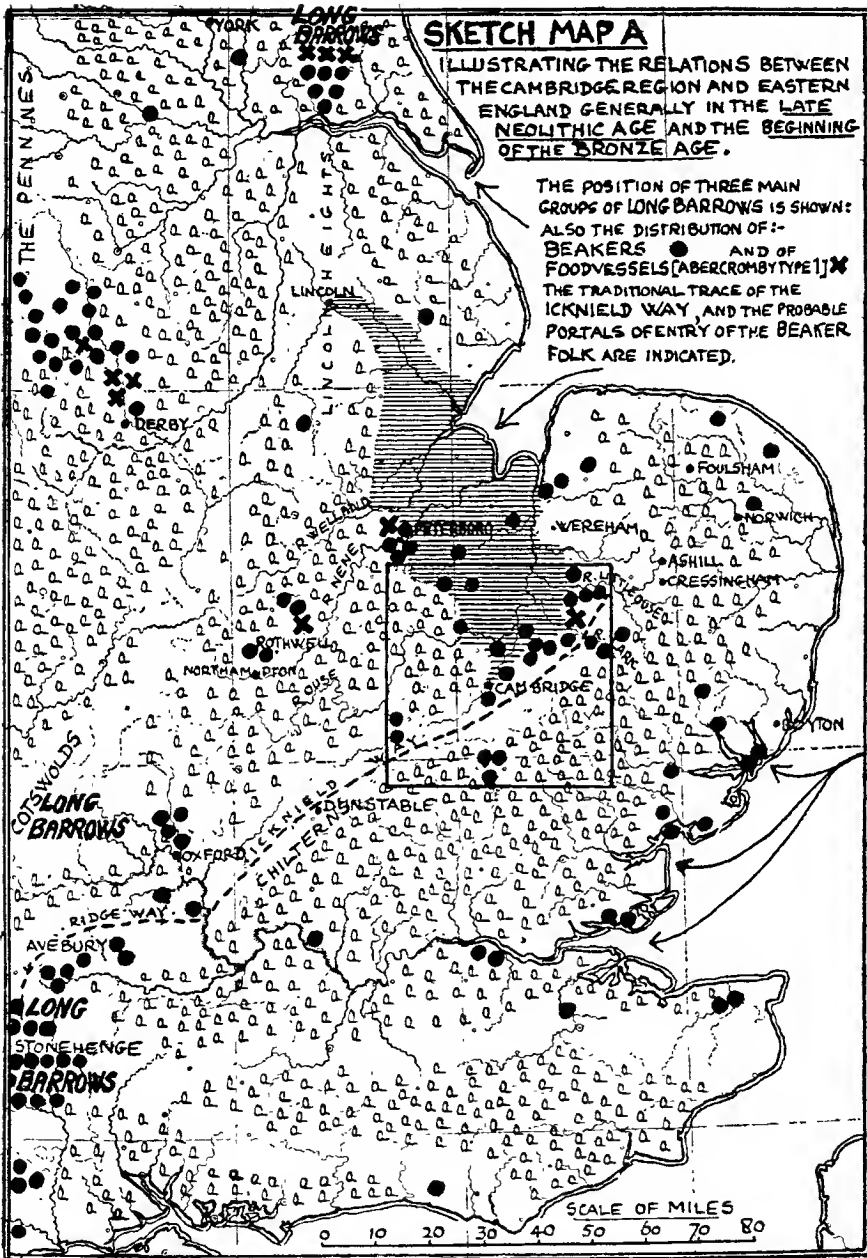 SKETCH MAP A
ILLUSTRATING THE RELATIONS BETWEEN
THE CAMBRIDGE REGION AND EASTERN
ENGLAND GENERALLY IN THE LATE
NEOLITHIC AGE AND THE BEGINNING
OF THE BRONZE AGE.
THE POSITION OF THREE MAIN
GROUPS OF LONG BARROWS IS SHOWN:
ALSO THE DISTRIBUTION OF:-
BEAKERS ● AND OF
FOODVESSELS [ABERCROMBY TYPE 1] X
THE TRADITIONAL TRACE OF THE
ICKNIELD WAY, AND THE PROBABLE
PORTALS OF ENTRY OF THE BEAKER
FOLK ARE INDICATED.
YORK
LONG
BARROWS
THE PENNINES
LINCOLN HEIGHTS
LINCOLN
DERBY
FOULSHAM
NORWICH
R. WELLAND
PETERBORO
WEREHAM
R. NENE
ASHILL
CRESSINGHAM
R. LITTLE OUSE
ROTHWELL
R. LARK
NORTHAMPTON
R. OUSE
CAMBRIDGE
BOYTON
COTSWOLDS
LONG
BARROWS
ICKNIELD WAY
DUNSTABLE
CHILTERNS
OXFORD
RIDGE WAY
AVEBURY
LONG
STONEHENGE
BARROWS
SCALE OF MILES
0 10 20 30 40 50 60 70 80